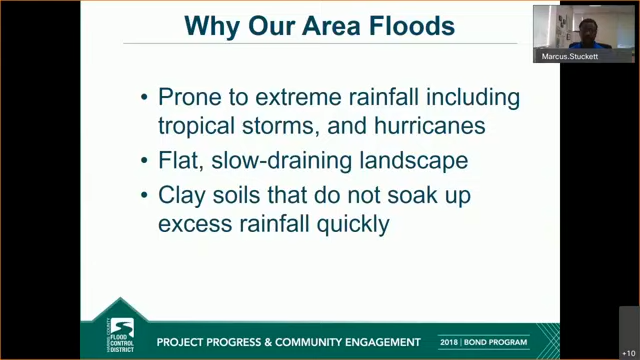 Why Our Area Floods
Marcus.Stuckett
• Prone to extreme rainfall including
tropical storms, and hurricanes
• Flat, slow-draining landscape
• Clay soils that do not soak up
excess rainfall quickly
HARRIS COUNTY
FLOOD
CONTROL
DISTRICT
PROJECT PROGRESS & COMMUNITY ENGAGEMENT
2018 | BOND PROGRAM
+10